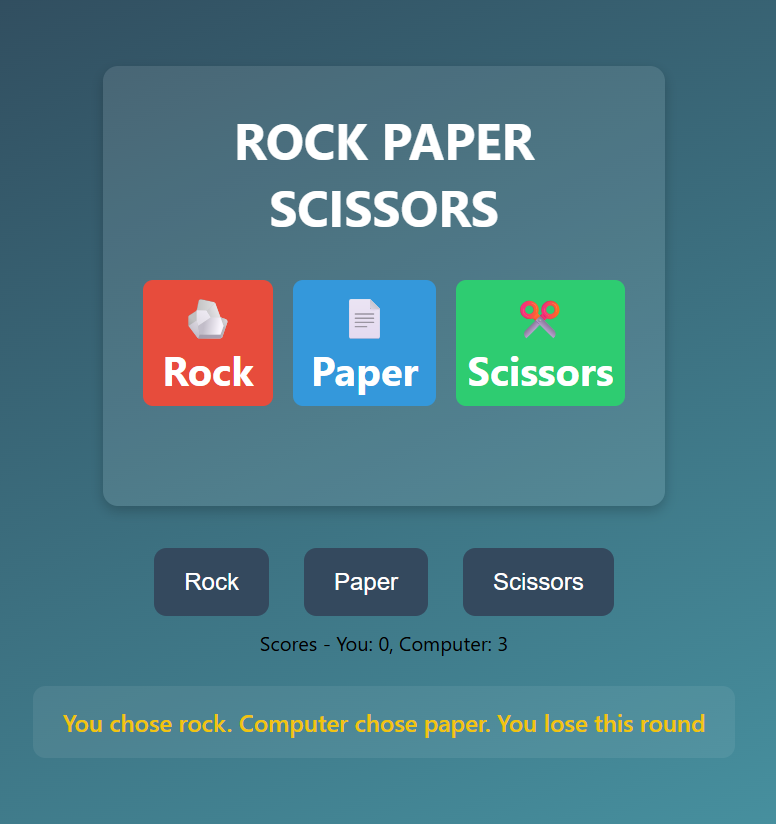 ROCK PAPER
SCISSORS
Rock
Paper
Scissors
Rock
Paper
Scissors
Scores - You: 0, Computer: 3
You chose rock. Computer chose paper. You lose this round